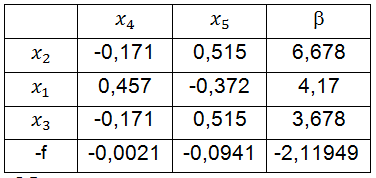 x₄ x₅ β
x₂ -0,171 0,515 6,678
x₁ 0,457 -0,372 4,17
x₃ -0,171 0,515 3,678
-f -0,0021 -0,0941 -2,11949